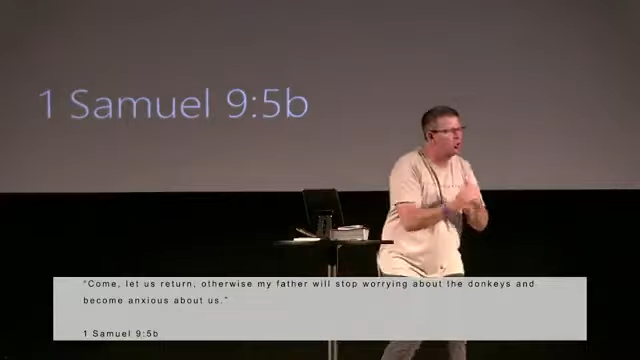 1 Samuel 9:5b
"Come, let us return, otherwise my father will stop worrying about the donkeys and
become anxious about us."
1 Samuel 9:5b